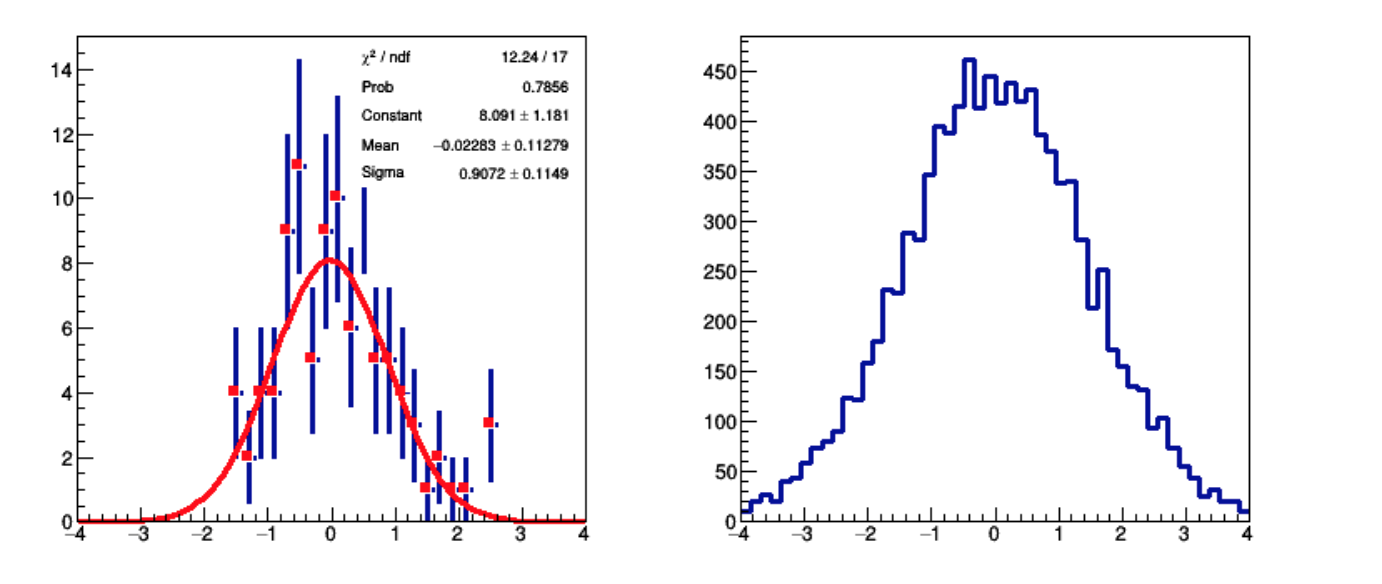 χ² / ndf 12.24 / 17
Prob 0.7856
Constant 8.091 ± 1.181
Mean −0.02283 ± 0.11279
Sigma 0.9072 ± 0.1149
14
12
10
8
6
4
2
0
−4 −3 −2 −1 0 1 2 3 4
450
400
350
300
250
200
150
100
50
0
−4 −3 −2 −1 0 1 2 3 4